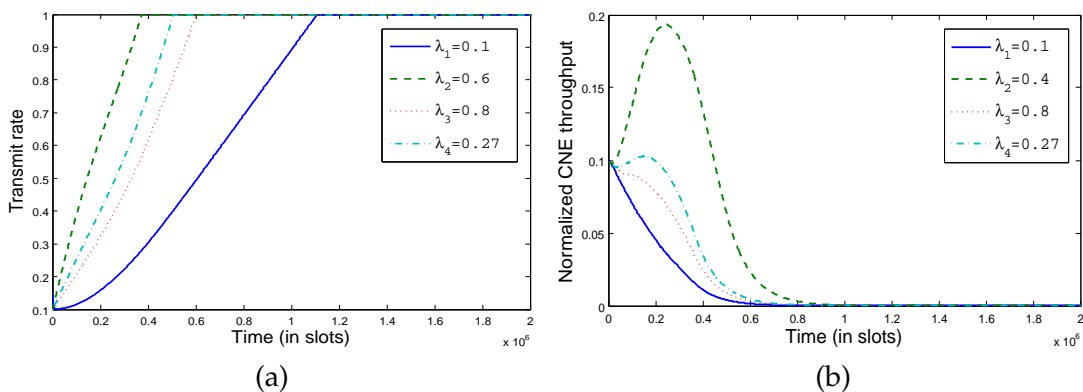 1
0.9
0.8
0.7
0.6
0.5
0.4
0.3
0.2
0.1
Transmit rate
0 0.2 0.4 0.6 0.8 1 1.2 1.4 1.6 1.8 2
x 10⁶
Time (in slots)
λ₁=0.1
λ₂=0.6
λ₃=0.8
λ₄=0.27
(a)
0.2
0.15
0.1
0.05
0
Normalized CNE throughput
0 0.2 0.4 0.6 0.8 1 1.2 1.4 1.6 1.8 2
x 10⁶
Time (in slots)
λ₁=0.1
λ₂=0.4
λ₃=0.8
λ₄=0.27
(b)